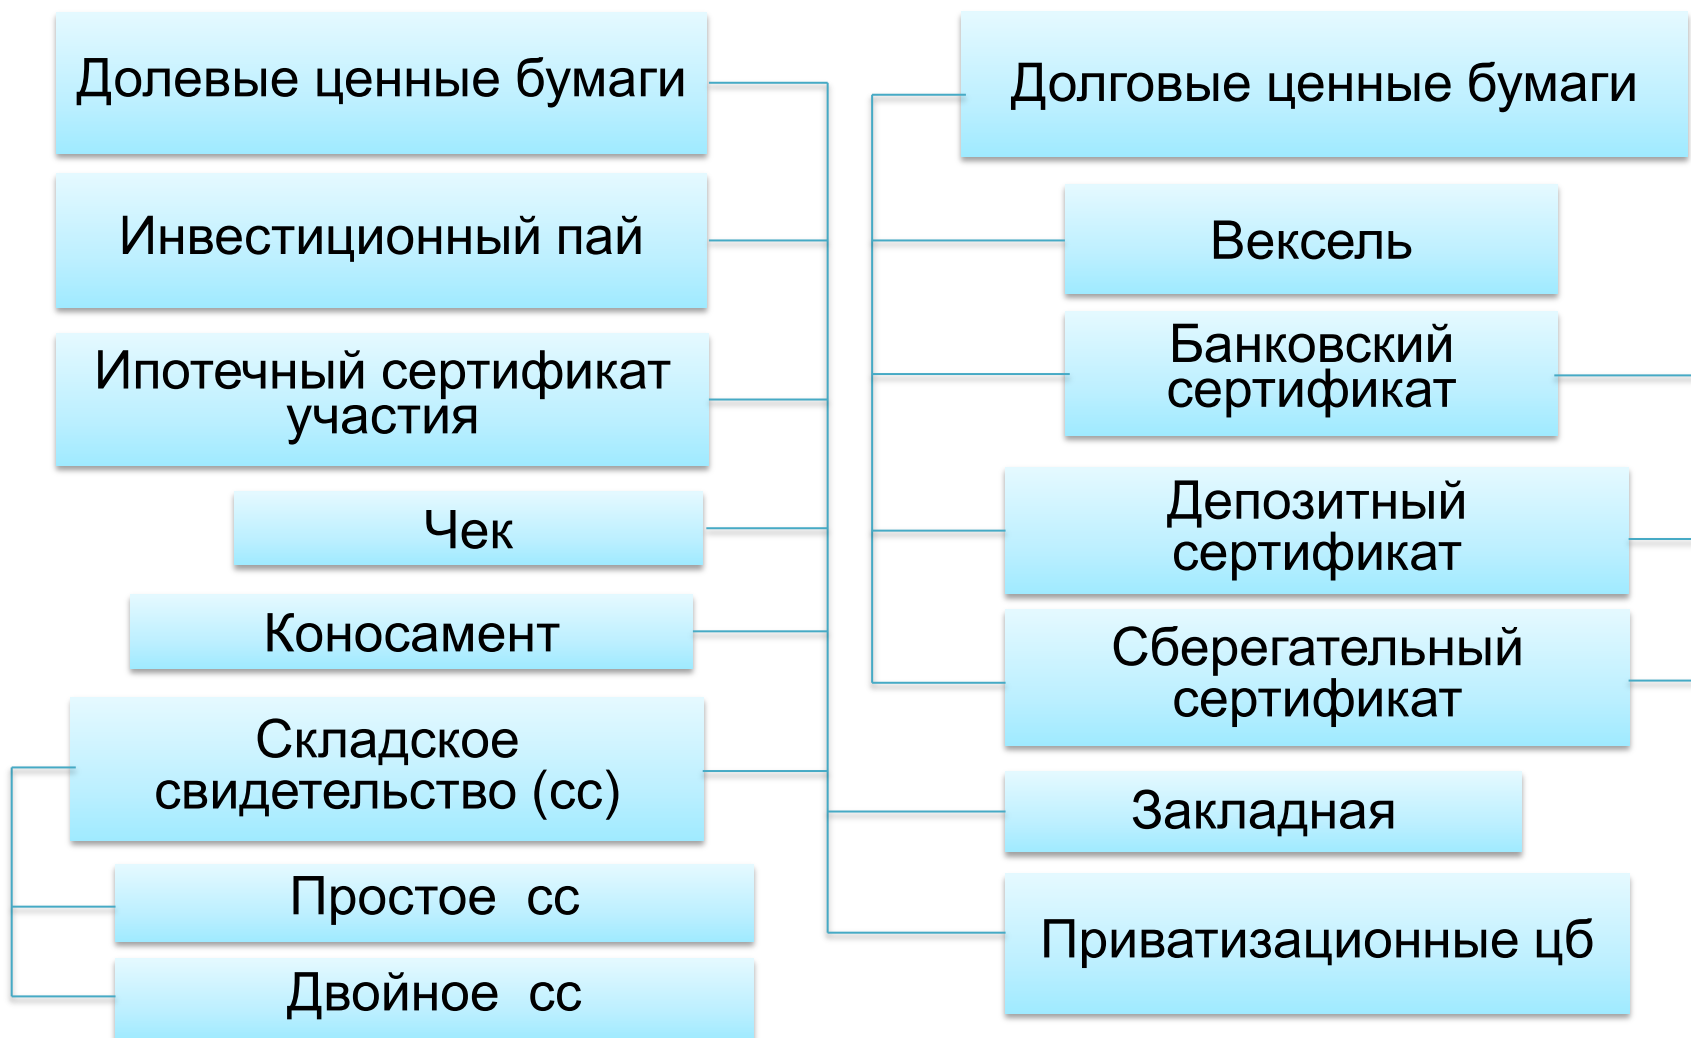 Долевые ценные бумаги
Инвестиционный пай
Ипотечный сертификат
участия
Чек
Коносамент
Складское
свидетельство (сс)
Простое сс
Двойное сс
Долговые ценные бумаги
Вексель
Банковский
сертификат
Депозитный
сертификат
Сберегательный
сертификат
Закладная
Приватизационные цб